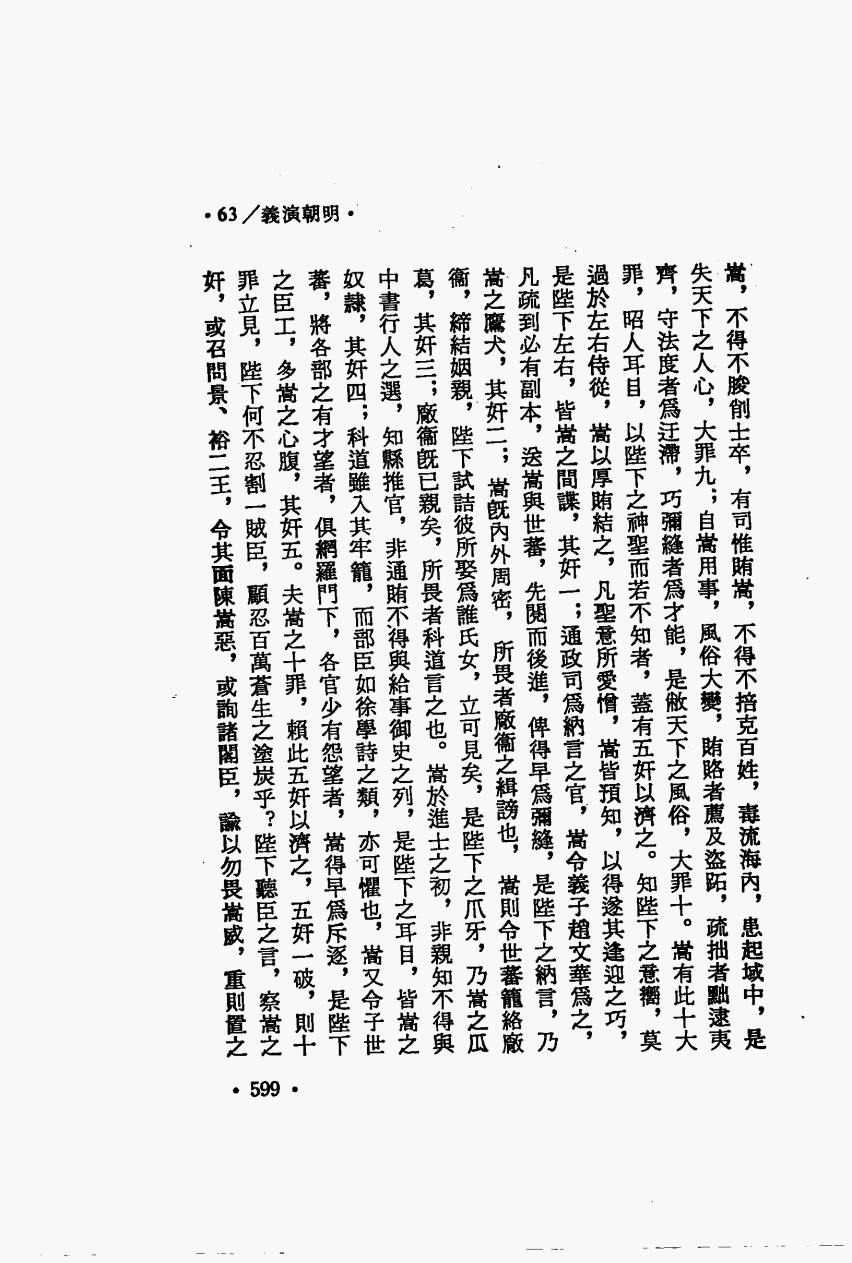 ·63／義演朝明·
嵩，不得不朘削士卒，有司惟賄嵩，不得不掊克百姓，毒流海內，患起域中，是
失天下之人心，大罪九；自嵩用事，風俗大變，賄賂者薦及盜跖，疏拙者黜逮夷
齊，守法度者爲迂滯，巧彌縫者爲才能，是敝天下之風俗，大罪十。嵩有此十大
罪，昭人耳目，以陛下之神聖而若不知者，蓋有五奸以濟之。知陛下之意嚮，莫
過於左右侍從，嵩以厚賄結之，凡聖意所愛憎，嵩皆預知，以得遂其逢迎之巧，
是陛下左右，皆嵩之間諜，其奸一；通政司爲納言之官，嵩令義子趙文華爲之，
凡疏到必有副本，送嵩與世蕃，先閱而後進，俾得早爲彌縫，是陛下之納言，乃
嵩之鷹犬，其奸二；嵩旣內外周密，所畏者廠衞之緝謗也，嵩則令世蕃籠絡廠
衞，締結姻親，陛下試詰彼所娶爲誰氏女，立可見矣，是陛下之爪牙，乃嵩之瓜
葛，其奸三；廠衞旣已親矣，所畏者科道言之也。嵩於進士之初，非親知不得與
中書行人之選，知縣推官，非通賄不得與給事御史之列，是陛下之耳目，皆嵩之
奴隸，其奸四；科道雖入其牢籠，而部臣如徐學詩之類，亦可懼也，嵩又令子世
蕃，將各部之有才望者，俱網羅門下，各官少有怨望者，嵩得早爲斥逐，是陛下
之臣工，多嵩之心腹，其奸五。夫嵩之十罪，賴此五奸以濟之，五奸一破，則十
罪立見，陛下何不忍割一賊臣，顧忍百萬蒼生之塗炭乎？陛下聽臣之言，察嵩之
奸，或召問景、裕二王，令其面陳嵩惡，或詢諸閣臣，諭以勿畏嵩威，重則置之
·599·